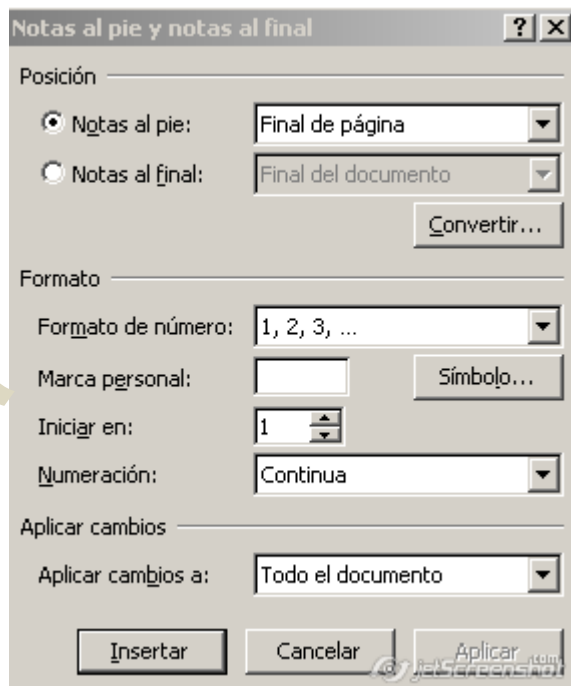 Notas al pie y notas al final
Posición
Notas al pie: Final de página
Notas al final: Final del documento
Convertir...
Formato
Formato de número: 1, 2, 3, ...
Marca personal: Símbolo...
Iniciar en: 1
Numeración: Continua
Aplicar cambios
Aplicar cambios a: Todo el documento
Insertar Cancelar Aplicar
jetScreenshot.com